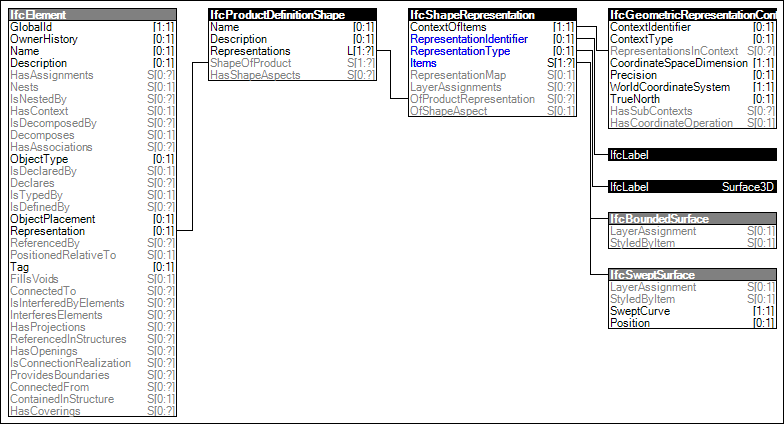 IfcElement
GlobalId [1:1]
OwnerHistory [0:1]
Name [0:1]
Description [0:1]
HasAssignments S[0:?]
Nests S[0:1]
IsNestedBy S[0:?]
HasContext S[0:1]
IsDecomposedBy S[0:?]
Decomposes S[0:1]
HasAssociations S[0:?]
ObjectType [0:1]
IsDeclaredBy S[0:1]
Declares S[0:?]
IsTypedBy S[0:1]
IsDefinedBy S[0:?]
ObjectPlacement [0:1]
Representation [0:1]
ReferencedBy S[0:?]
PositionedRelativeTo S[0:1]
Tag [0:1]
FillsVoids S[0:1]
ConnectedTo S[0:?]
IsInterferedByElements S[0:?]
InterferesElements S[0:?]
HasProjections S[0:?]
ReferencedInStructures S[0:?]
HasOpenings S[0:?]
IsConnectionRealization S[0:?]
ProvidesBoundaries S[0:?]
ConnectedFrom S[0:?]
ContainedInStructure S[0:1]
HasCoverings S[0:?]
IfcProductDefinitionShape
Name [0:1]
Description [0:1]
Representations L[1:?]
ShapeOfProduct S[1:?]
HasShapeAspects S[0:?]
IfcShapeRepresentation
ContextOfItems [1:1]
RepresentationIdentifier [0:1]
RepresentationType [0:1]
Items S[1:?]
RepresentationMap S[0:1]
LayerAssignments S[0:?]
OfProductRepresentation S[0:?]
OfShapeAspect S[0:1]
IfcGeometricRepresentationCon
ContextIdentifier [0:1]
ContextType [0:1]
RepresentationsInContext S[0:?]
CoordinateSpaceDimension [1:1]
Precision [0:1]
WorldCoordinateSystem [1:1]
TrueNorth [0:1]
HasSubContexts S[0:?]
HasCoordinateOperation S[0:1]
IfcLabel
IfcLabel Surface3D
IfcBoundedSurface
LayerAssignment S[0:1]
StyledByItem S[0:1]
IfcSweptSurface
LayerAssignment S[0:1]
StyledByItem S[0:1]
SweptCurve [1:1]
Position [0:1]